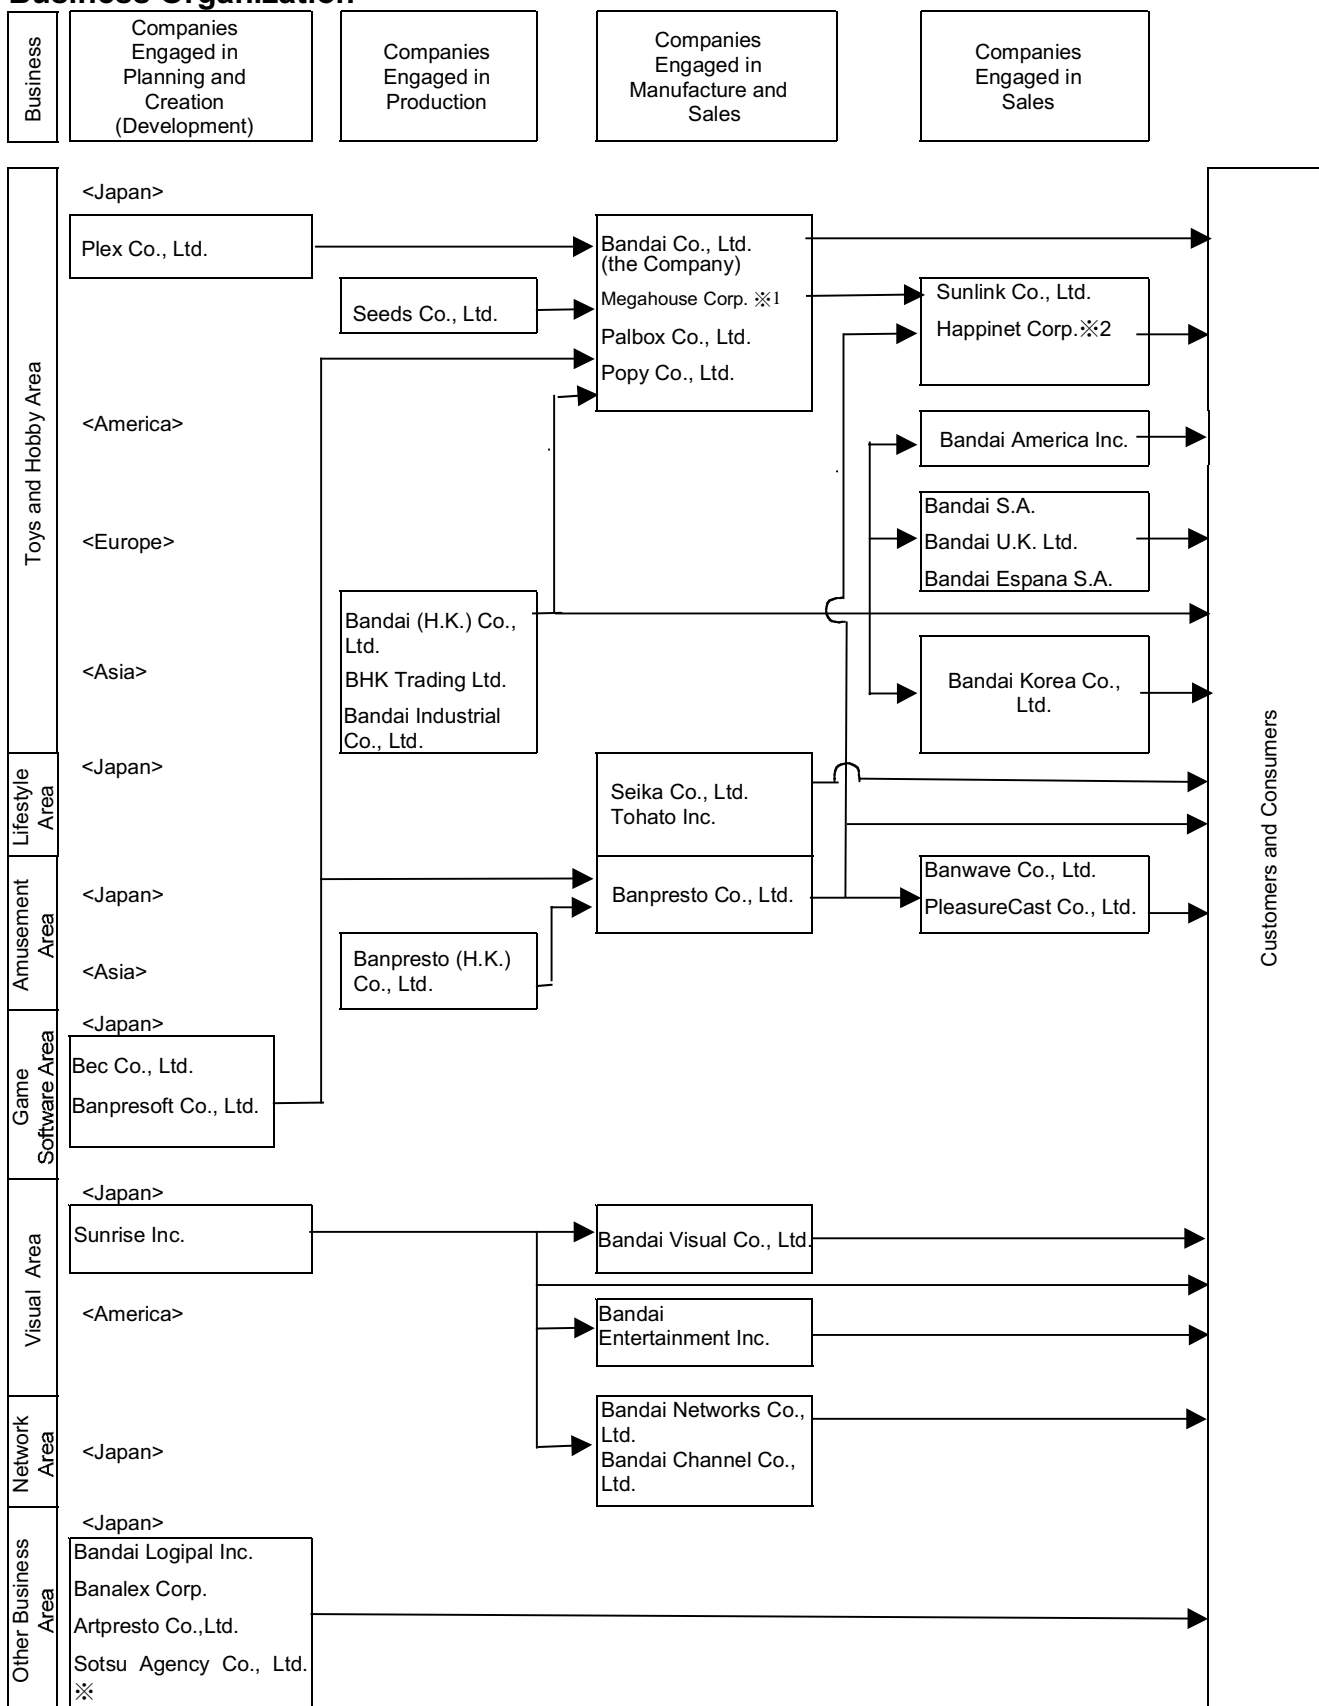 Business Organization
Business
Companies
Engaged in
Planning and
Creation
(Development)
Companies
Engaged in
Production
Companies
Engaged in
Manufacture and
Sales
Companies
Engaged in
Sales
Toys and Hobby Area
<Japan>
Plex Co., Ltd.
Seeds Co., Ltd.
Bandai Co., Ltd.
(the Company)
Megahouse Corp. ※1
Palbox Co., Ltd.
Popy Co., Ltd.
Sunlink Co., Ltd.
Happinet Corp.※2
<America>
Bandai America Inc.
<Europe>
Bandai S.A.
Bandai U.K. Ltd.
Bandai Espana S.A.
<Asia>
Bandai (H.K.) Co.,
Ltd.
BHK Trading Ltd.
Bandai Industrial
Co., Ltd.
Bandai Korea Co.,
Ltd.
Customers and Consumers
Lifestyle
Area
<Japan>
Seika Co., Ltd.
Tohato Inc.
Amusement
Area
<Japan>
Banpresto Co., Ltd.
Banwave Co., Ltd.
PleasureCast Co., Ltd.
<Asia>
Banpresto (H.K.)
Co., Ltd.
Game
Software Area
<Japan>
Bec Co., Ltd.
Banpresoft Co., Ltd.
Visual Area
<Japan>
Sunrise Inc.
Bandai Visual Co., Ltd.
<America>
Bandai
Entertainment Inc.
Network
Area
<Japan>
Bandai Networks Co.,
Ltd.
Bandai Channel Co.,
Ltd.
Other Business
Area
<Japan>
Bandai Logipal Inc.
Banalex Corp.
Artpresto Co.,Ltd.
Sotsu Agency Co., Ltd.
※